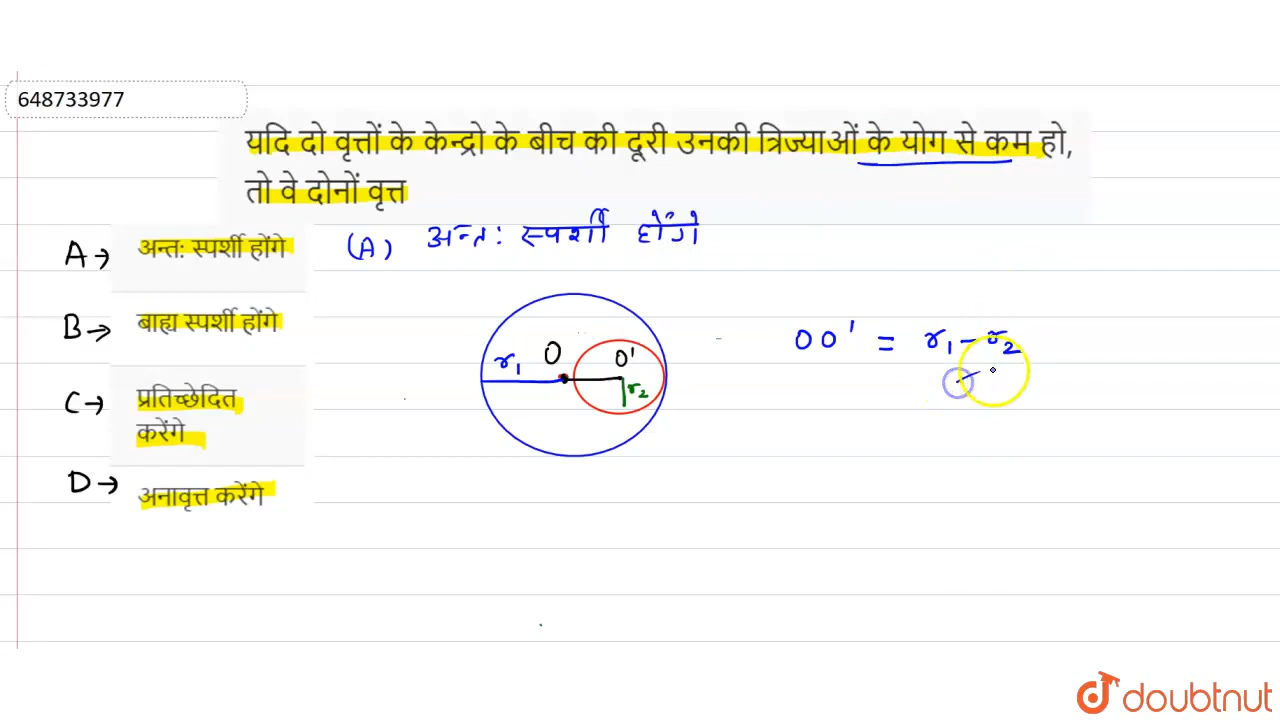 648733977
यदि दो वृत्तों के केन्द्रो के बीच की दूरी उनकी त्रिज्याओं के योग से कम हो,
तो वे दोनों वृत्त
A→ अन्त: स्पर्शी होंगे
(A) अन्त: स्पर्शी होंगे
B→ बाह्य स्पर्शी होंगे
C→ प्रतिच्छेदित
करेंगे
D→ अनावृत्त करेंगे
r₁ O O' r₂
OO' = r₁ - r₂
doubtnut